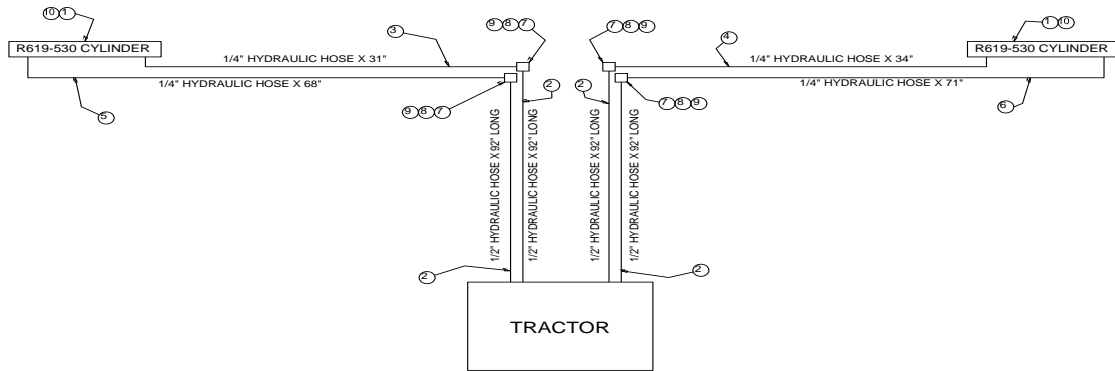 10 1
9 8 7
7 8 9
1 10
3
4
R619-530 CYLINDER
R619-530 CYLINDER
1/4" HYDRAULIC HOSE X 31"
1/4" HYDRAULIC HOSE X 34"
1/4" HYDRAULIC HOSE X 68"
1/4" HYDRAULIC HOSE X 71"
5
9 8 7
2
2
7 8 9
6
1/2" HYDRAULIC HOSE X 92" LONG
1/2" HYDRAULIC HOSE X 92" LONG
1/2" HYDRAULIC HOSE X 92" LONG
1/2" HYDRAULIC HOSE X 92" LONG
2
2
TRACTOR